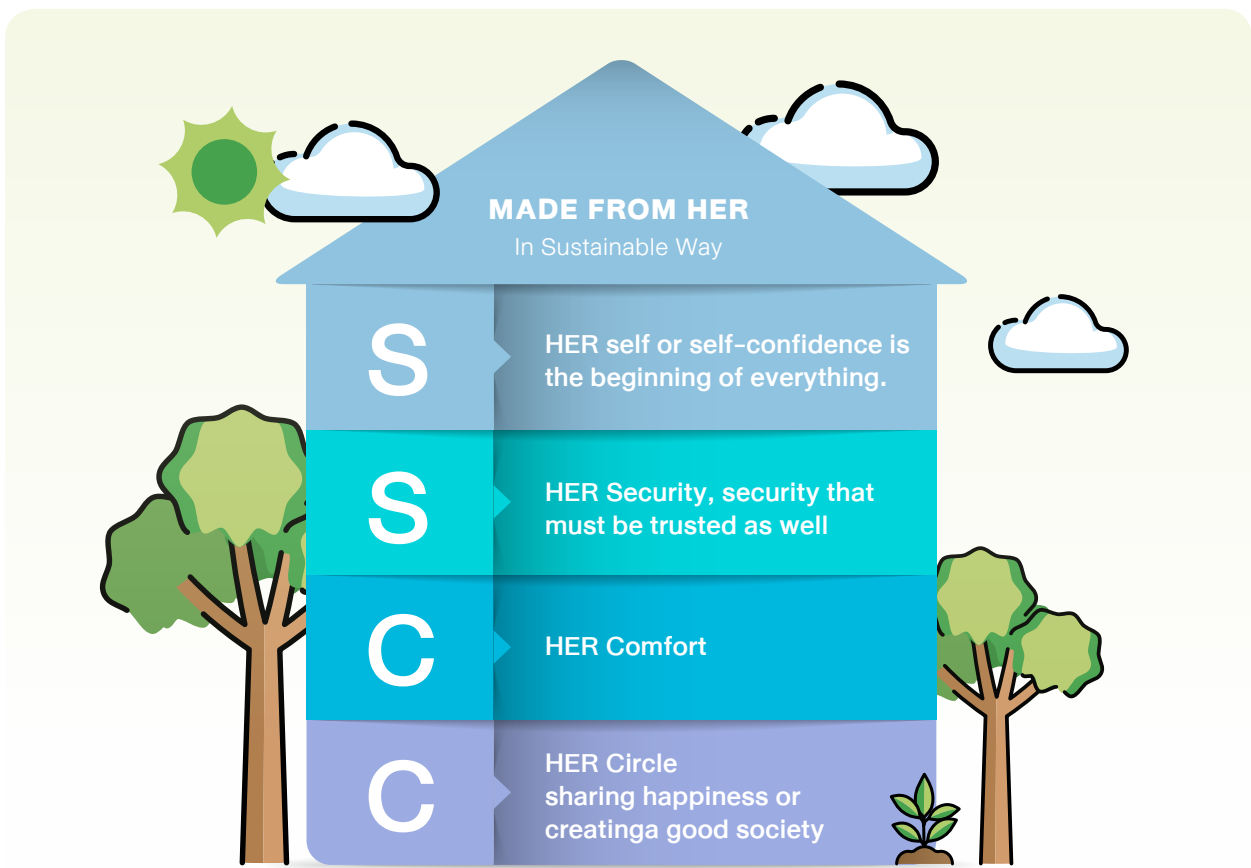 MADE FROM HER
In Sustainable Way
S
HER self or self-confidence is
the beginning of everything.
S
HER Security, security that
must be trusted as well
C
HER Comfort
C
HER Circle
sharing happiness or
creatinga good society